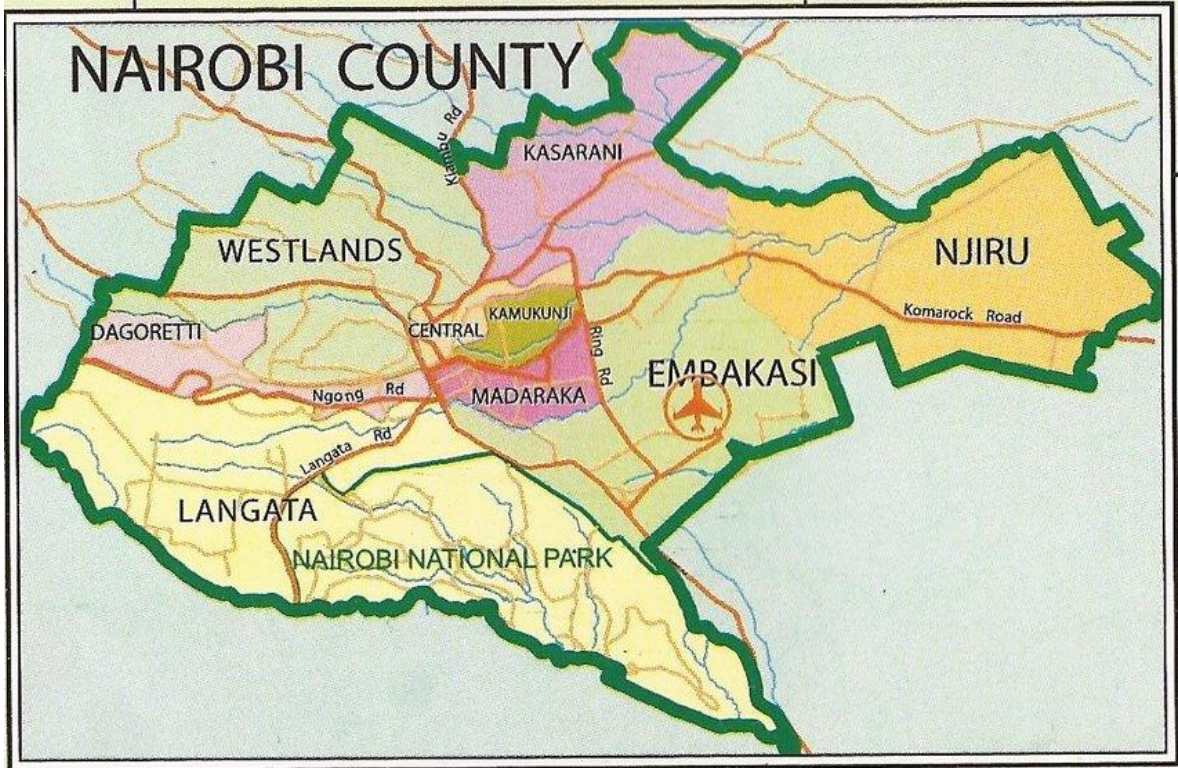 NAIROBI COUNTY
Kiambu Rd
KASARANI
WESTLANDS
NJIRU
Komarock Road
DAGORETTI
CENTRAL
KAMUKUNJI
Ring Rd
EMBAKASI
Ngong Rd
MADARAKA
Langata Rd
LANGATA
NAIROBI NATIONAL PARK